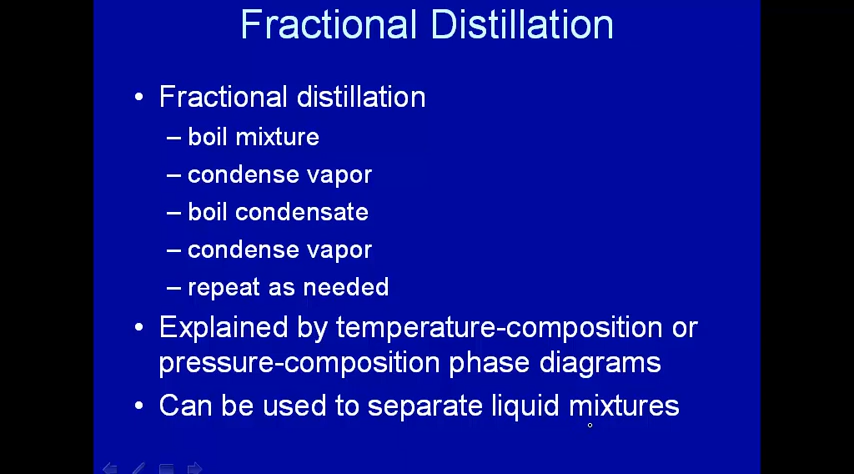 Fractional Distillation
• Fractional distillation
– boil mixture
– condense vapor
– boil condensate
– condense vapor
– repeat as needed
• Explained by temperature-composition or
pressure-composition phase diagrams
• Can be used to separate liquid mixtures